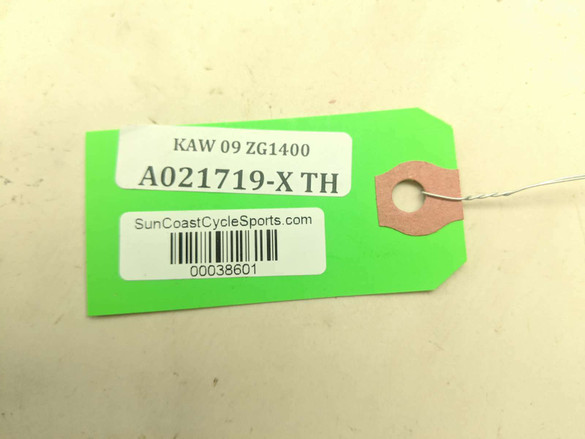 KAW 09 ZG1400
A021719-X TH
SunCoastCycleSports.com
00038601